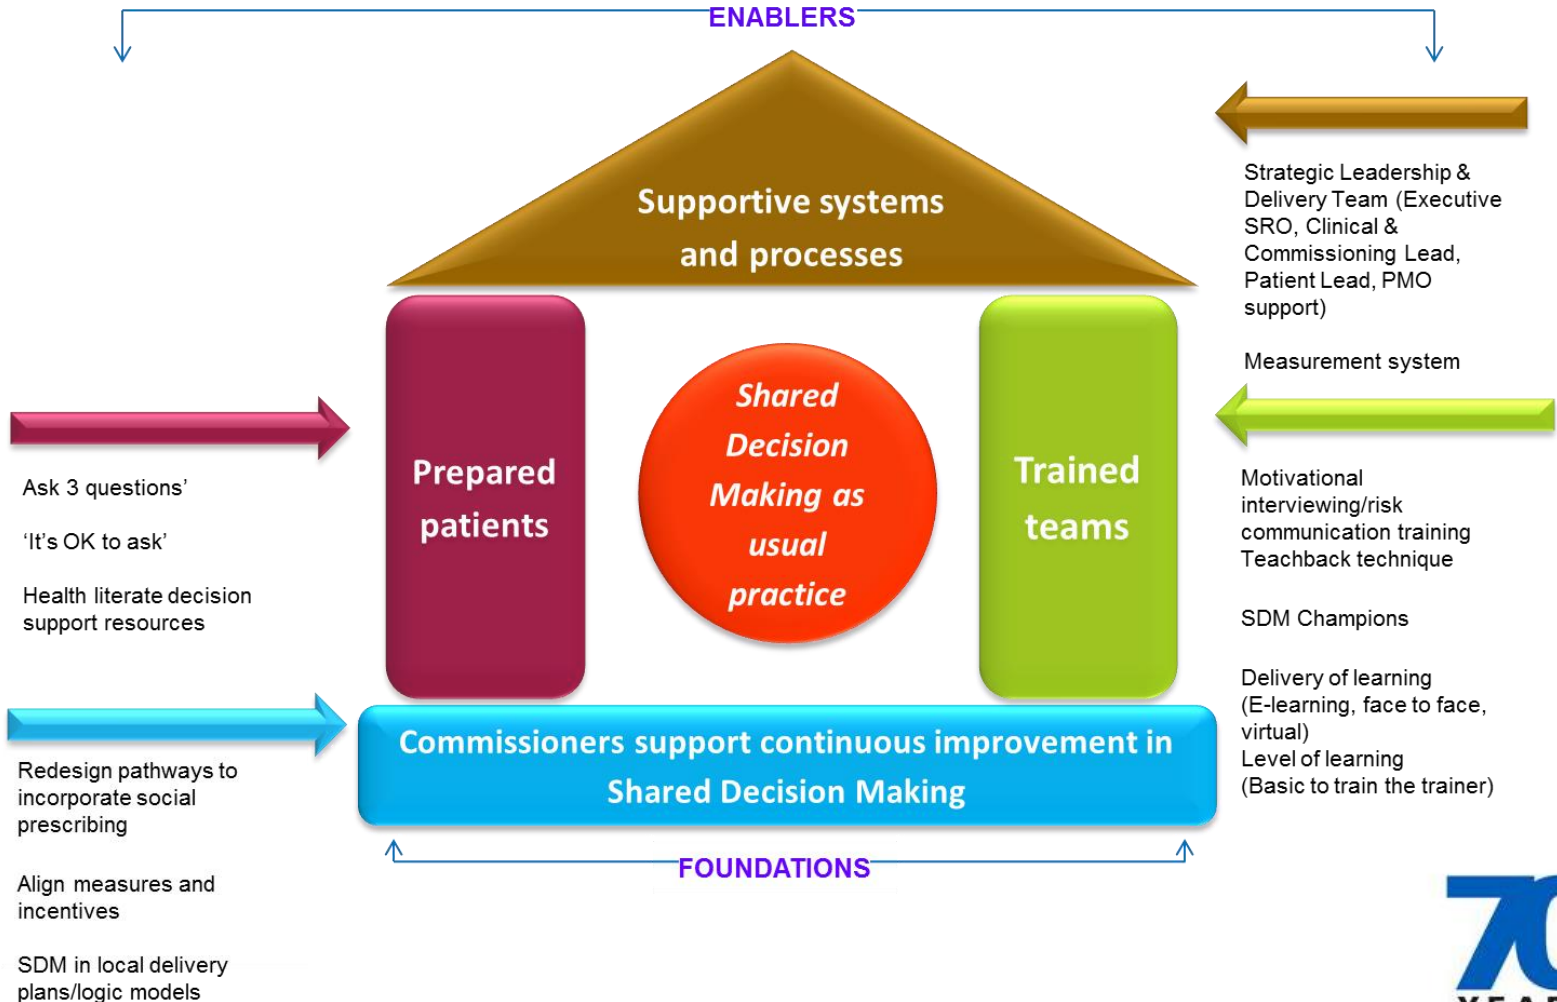 ENABLERS
Supportive systems
and processes
Strategic Leadership &
Delivery Team (Executive
SRO, Clinical &
Commissioning Lead,
Patient Lead, PMO
support)
Measurement system
Prepared
patients
Shared
Decision
Making as
usual
practice
Trained
teams
Ask 3 questions’
‘It’s OK to ask’
Health literate decision
support resources
Motivational
interviewing/risk
communication training
Teachback technique
SDM Champions
Delivery of learning
(E-learning, face to face,
virtual)
Level of learning
(Basic to train the trainer)
Commissioners support continuous improvement in
Shared Decision Making
Redesign pathways to
incorporate social
prescribing
Align measures and
incentives
SDM in local delivery
plans/logic models
FOUNDATIONS
70